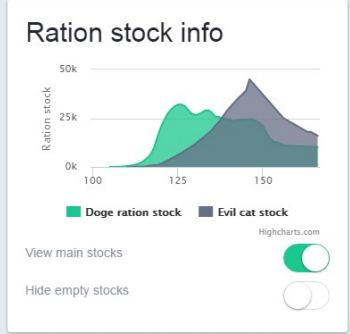 Ration stock info
50k
25k
0k
Ration stock
100 125 150
Doge ration stock Evil cat stock
Highcharts.com
View main stocks
Hide empty stocks